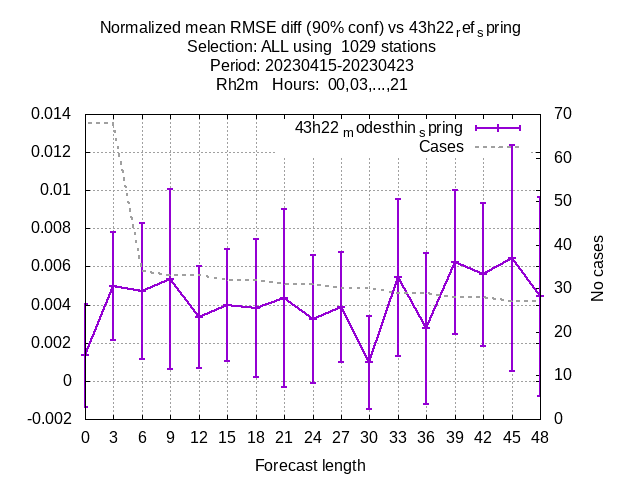 Normalized mean RMSE diff (90% conf) vs 43h22refspring
Selection: ALL using  1029 stations
Period: 20230415-20230423
Rh2m   Hours:  00,03,...,21
0.014
0.012
0.01
0.008
0.006
0.004
0.002
0
-0.002
43h22modesthinspring
Cases
70
60
50
40
30
20
10
0
No cases
0 3 6 9 12 15 18 21 24 27 30 33 36 39 42 45 48
Forecast length